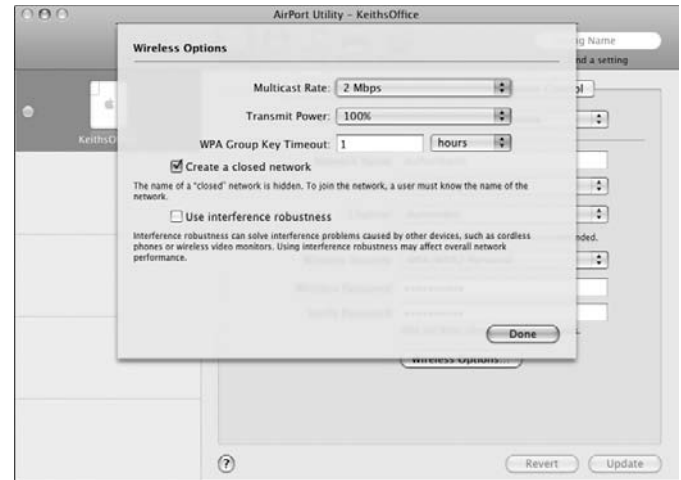 AirPort Utility – KeithsOffice
Wireless Options
ng Name
nd a setting
Multicast Rate: 2 Mbps
ol
Transmit Power: 100%
KeithsO
WPA Group Key Timeout: 1 hours
Create a closed network
The name of a "closed" network is hidden. To join the network, a user must know the name of the
network.
Use interference robustness
Interference robustness can solve interference problems caused by other devices, such as cordless
phones or wireless video monitors. Using interference robustness may affect overall network
performance.
nded.
Done
Wireless Options...
? Revert Update